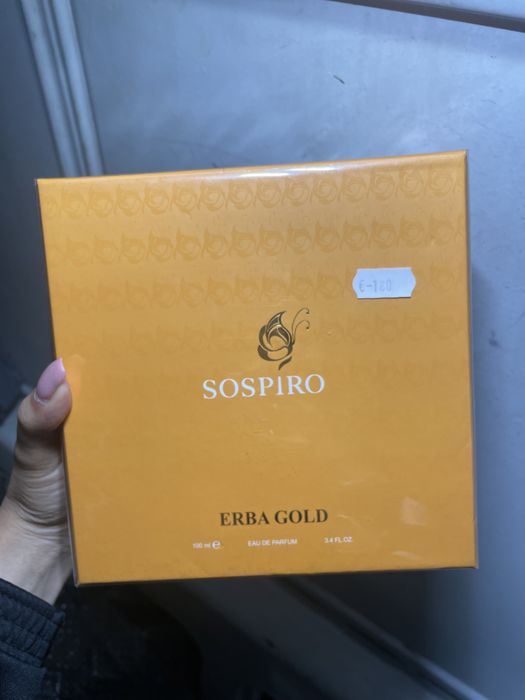 €-180
SOSPIRO
ERBA GOLD
100 ml e EAU DE PARFUM 3.4 FL.OZ.